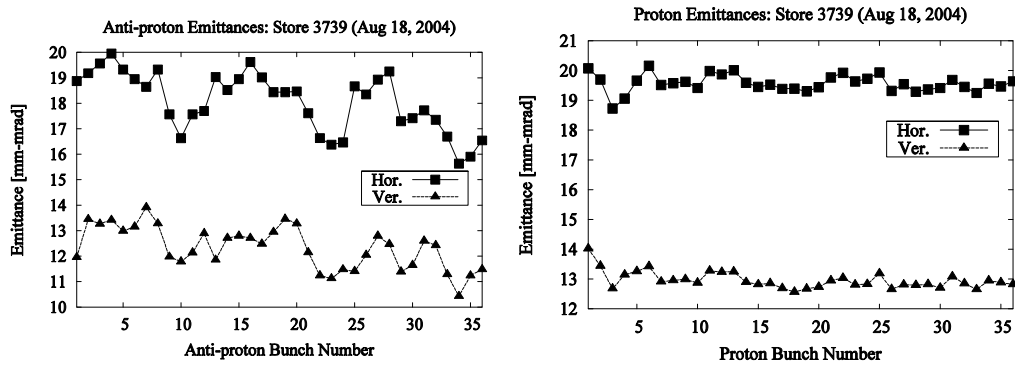 Anti-proton Emittances: Store 3739 (Aug 18, 2004)
20
19
18
17
16
15
14
13
12
11
10
Emittance [mm-mrad]
Hor.
Ver.
5 10 15 20 25 30 35
Anti-proton Bunch Number
Proton Emittances: Store 3739 (Aug 18, 2004)
21
20
19
18
17
16
15
14
13
12
Emittance [mm-mrad]
Hor.
Ver.
5 10 15 20 25 30 35
Proton Bunch Number